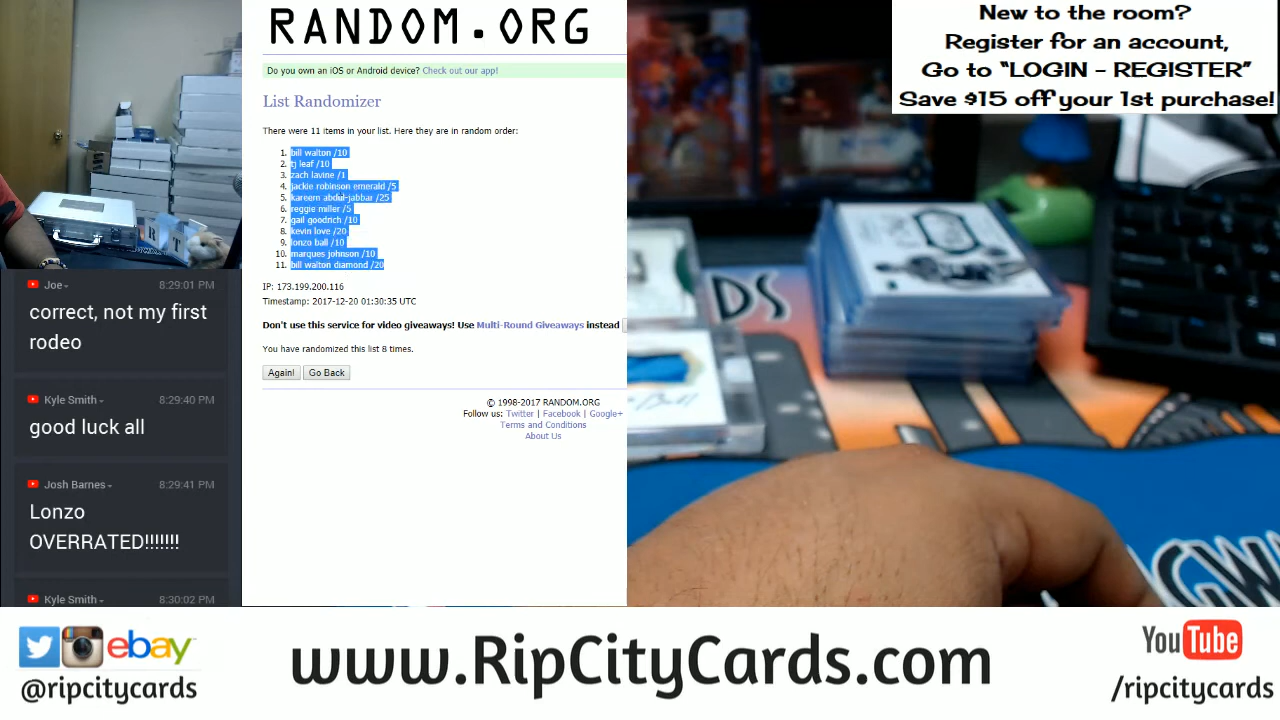 RANDOM.ORG
Do you own an iOS or Android device? Check out our app!
List Randomizer
There were 11 items in your list. Here they are in random order:
1. bill walton /10
2. tj leaf /10
3. zach lavine /1
4. jackie robinson emerald /5
5. kareem abdul-jabbar /25
6. reggie miller /5
7. gail goodrich /10
8. kevin love /20
9. lonzo ball /10
10. marques johnson /10
11. bill walton diamond /20
IP: 173.199.200.116
Timestamp: 2017-12-20 01:30:35 UTC
Don't use this service for video giveaways! Use Multi-Round Giveaways instead
You have randomized this list 8 times.
Again! Go Back
© 1998-2017 RANDOM.ORG
Follow us: Twitter | Facebook | Google+
Terms and Conditions
About Us
New to the room?
Register for an account,
Go to "LOGIN - REGISTER"
Save $15 off your 1st purchase!
R T
DS
GW
Joe 8:29:01 PM
correct, not my first
rodeo
Kyle Smith 8:29:40 PM
good luck all
Josh Barnes 8:29:41 PM
Lonzo
OVERRATED!!!!!!!
Kyle Smith 8:30:02 PM
ebay
@ripcitycards
www.RipCityCards.com
YouTube
/ripcitycards